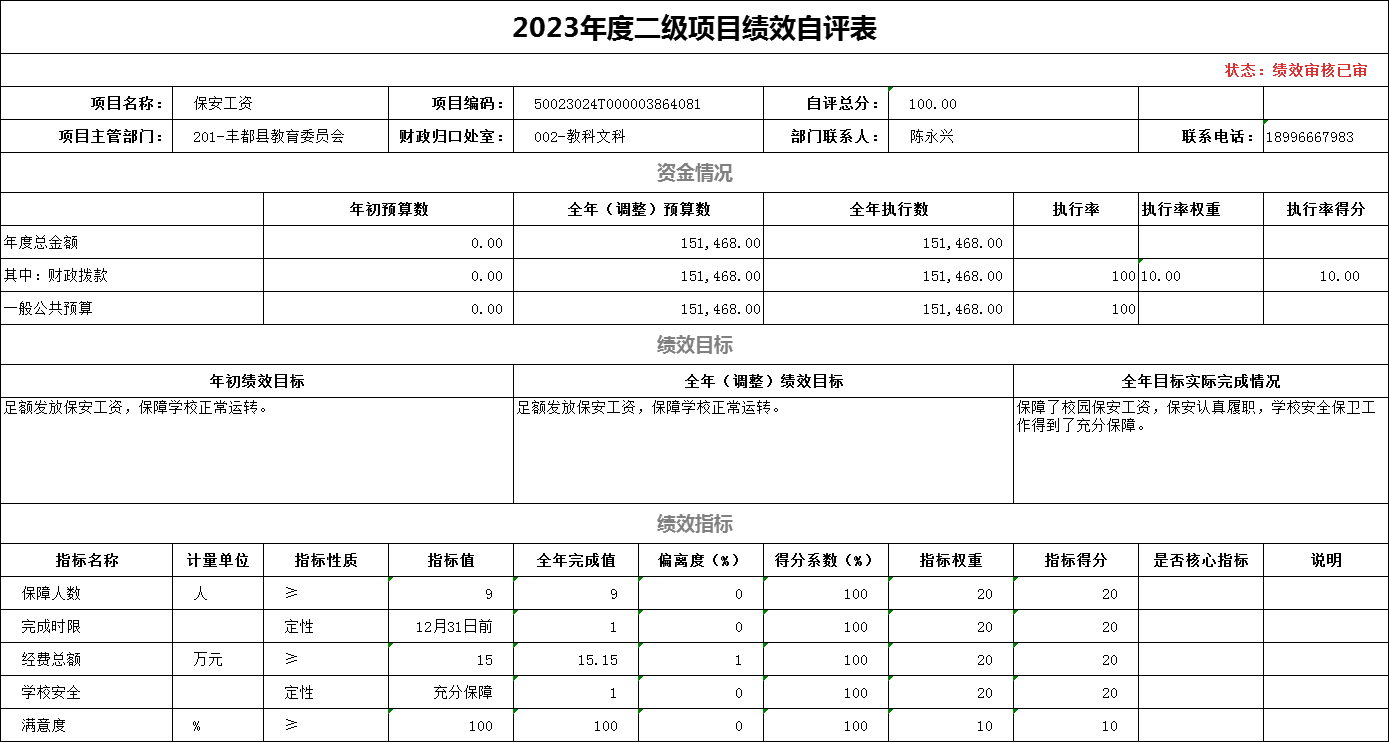 2023年度二级项目绩效自评表
状态：绩效审核已审
项目名称： 保安工资 项目编码： 50023024T000003864081 自评总分： 100.00
项目主管部门： 201-丰都县教育委员会 财政归口处室： 002-教科文科 部门联系人： 陈永兴 联系电话： 18996667983
资金情况
年初预算数 全年（调整）预算数 全年执行数 执行率 执行率权重 执行率得分
年度总金额 0.00 151,468.00 151,468.00
其中：财政拨款 0.00 151,468.00 151,468.00 100 10.00 10.00
一般公共预算 0.00 151,468.00 151,468.00 100
绩效目标
年初绩效目标 全年（调整）绩效目标 全年目标实际完成情况
足额发放保安工资，保障学校正常运转。 足额发放保安工资，保障学校正常运转。 保障了校园保安工资，保安认真履职，学校安全保卫工
作得到了充分保障。
绩效指标
指标名称 计量单位 指标性质 指标值 全年完成值 偏离度（%） 得分系数（%） 指标权重 指标得分 是否核心指标 说明
保障人数 人 ≥ 9 9 0 100 20 20
完成时限 定性 12月31日前 1 0 100 20 20
经费总额 万元 ≥ 15 15.15 1 100 20 20
学校安全 定性 充分保障 1 0 100 20 20
满意度 % ≥ 100 100 0 100 10 10